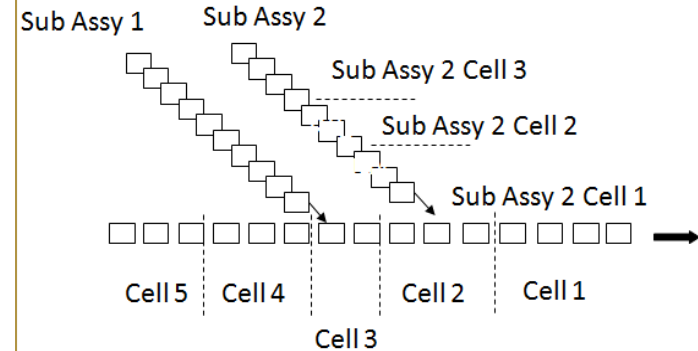 Sub Assy 1
Sub Assy 2
Sub Assy 2 Cell 3
Sub Assy 2 Cell 2
Sub Assy 2 Cell 1
Cell 5
Cell 4
Cell 3
Cell 2
Cell 1